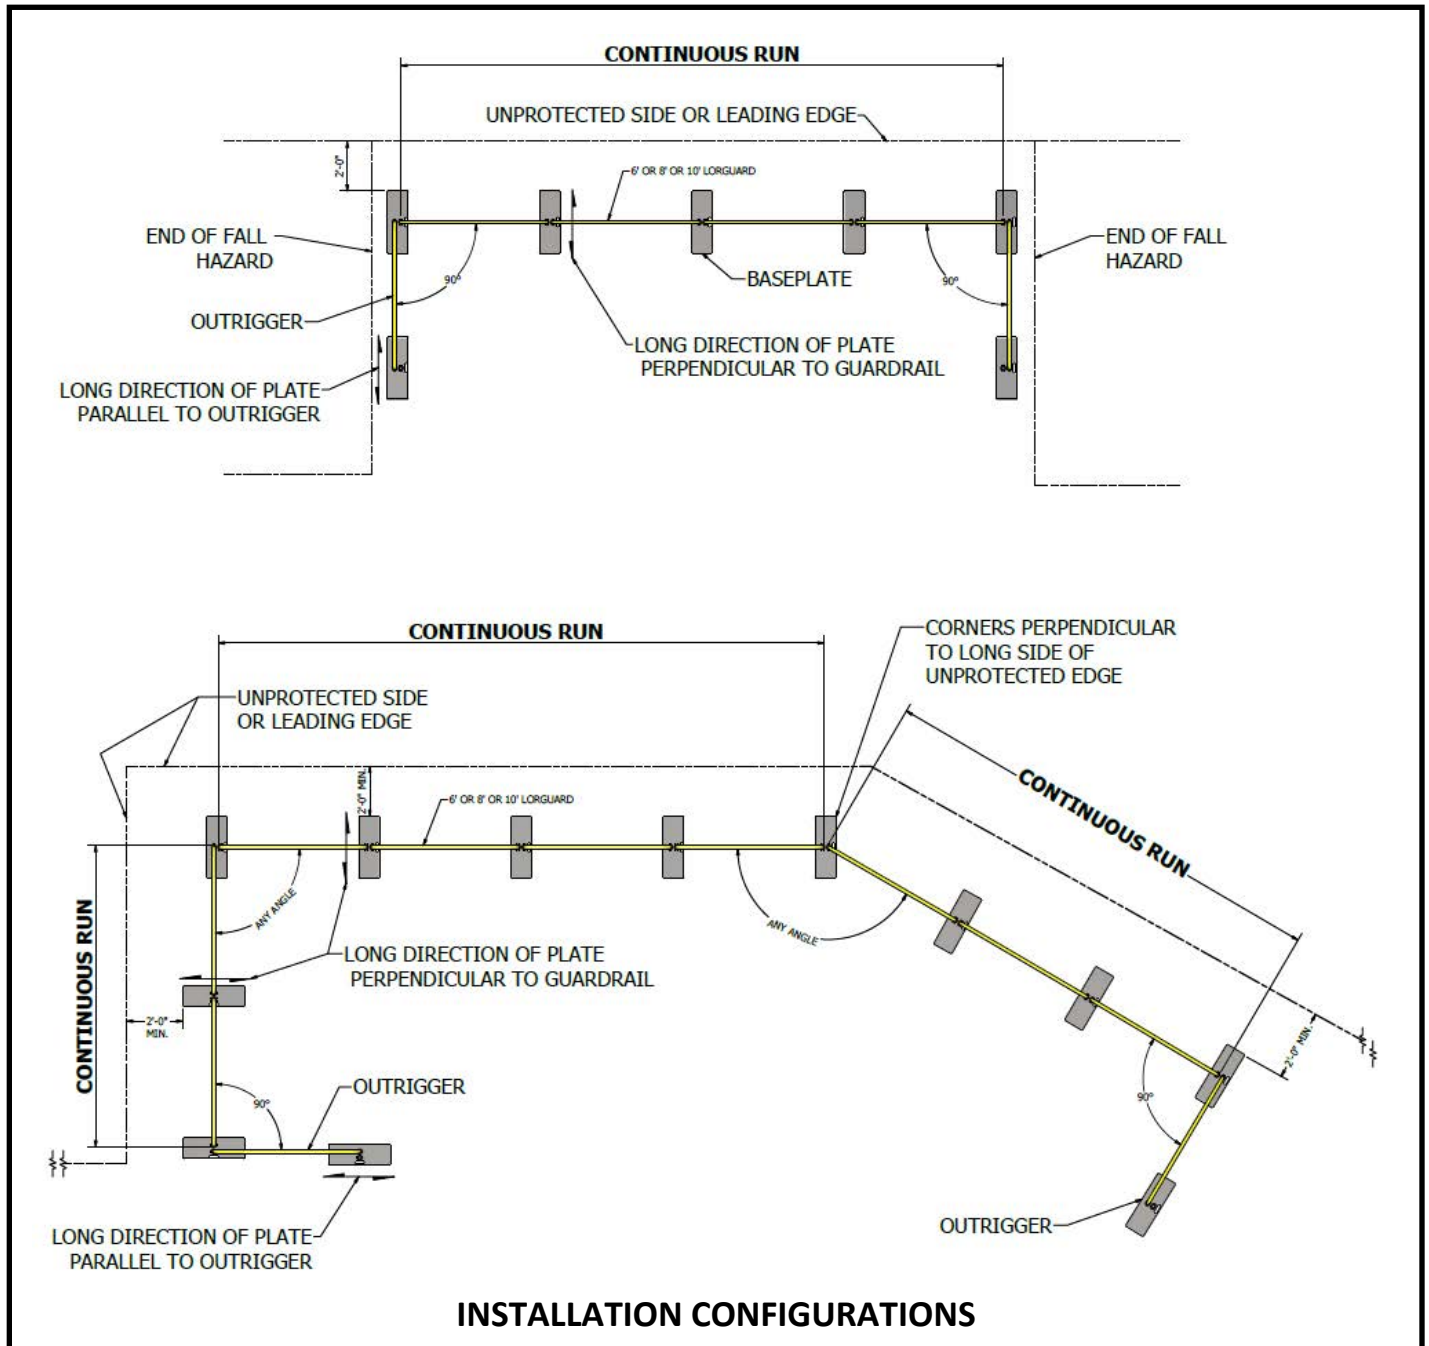 CONTINUOUS RUN
UNPROTECTED SIDE OR LEADING EDGE
2'-0"
6' OR 8' OR 10' LORGUARD
END OF FALL
HAZARD
END OF FALL
HAZARD
90°
BASEPLATE
90°
OUTRIGGER
LONG DIRECTION OF PLATE
PERPENDICULAR TO GUARDRAIL
LONG DIRECTION OF PLATE
PARALLEL TO OUTRIGGER
CONTINUOUS RUN
CORNERS PERPENDICULAR
TO LONG SIDE OF
UNPROTECTED EDGE
UNPROTECTED SIDE
OR LEADING EDGE
2'-0" MIN.
6' OR 8' OR 10' LORGUARD
CONTINUOUS RUN
ANY ANGLE
ANY ANGLE
CONTINUOUS RUN
LONG DIRECTION OF PLATE
PERPENDICULAR TO GUARDRAIL
2'-0"
MIN.
2'-0" MIN.
OUTRIGGER
90°
90°
OUTRIGGER
LONG DIRECTION OF PLATE
PARALLEL TO OUTRIGGER
INSTALLATION CONFIGURATIONS